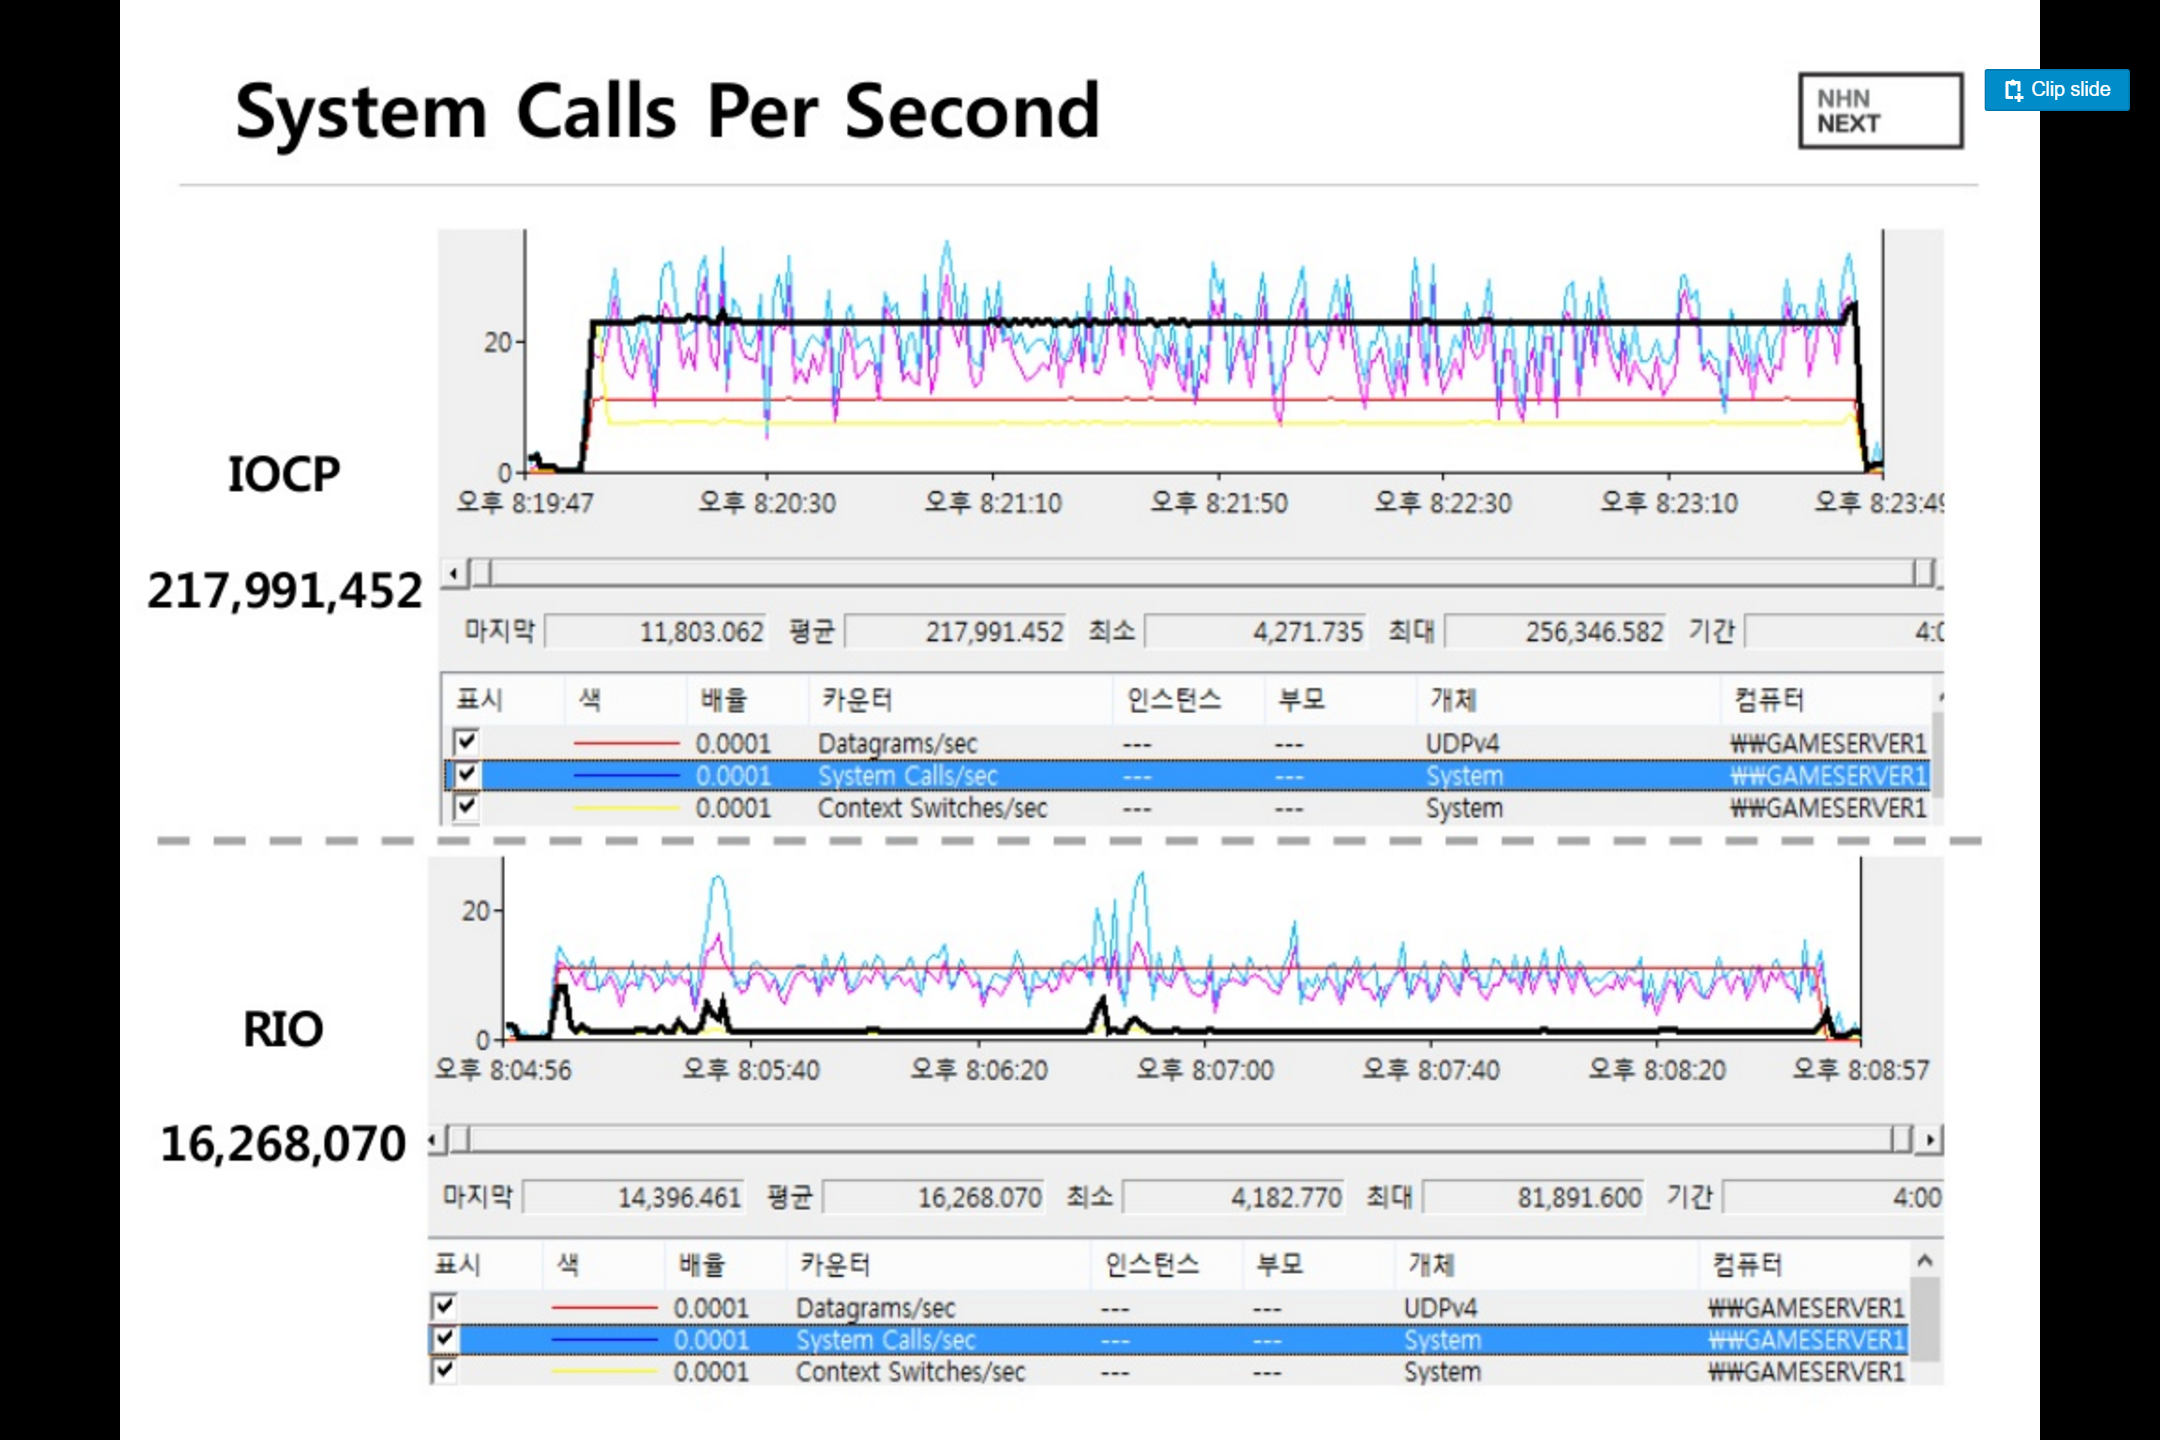 System Calls Per Second
NHN
NEXT
Clip slide
20
0
오후 8:19:47 오후 8:20:30 오후 8:21:10 오후 8:21:50 오후 8:22:30 오후 8:23:10 오후 8:23:49
IOCP
217,991,452
마지막 11,803.062 평균 217,991.452 최소 4,271.735 최대 256,346.582 기간 4:0
표시 색 배율 카운터 인스턴스 부모 개체 컴퓨터
0.0001 Datagrams/sec --- --- UDPv4 ₩₩GAMESERVER1
0.0001 System Calls/sec --- --- System ₩₩GAMESERVER1
0.0001 Context Switches/sec --- --- System ₩₩GAMESERVER1
20
0
오후 8:04:56 오후 8:05:40 오후 8:06:20 오후 8:07:00 오후 8:07:40 오후 8:08:20 오후 8:08:57
RIO
16,268,070
마지막 14,396.461 평균 16,268.070 최소 4,182.770 최대 81,891.600 기간 4:00
표시 색 배율 카운터 인스턴스 부모 개체 컴퓨터
0.0001 Datagrams/sec --- --- UDPv4 ₩₩GAMESERVER1
0.0001 System Calls/sec --- --- System ₩₩GAMESERVER1
0.0001 Context Switches/sec --- --- System ₩₩GAMESERVER1